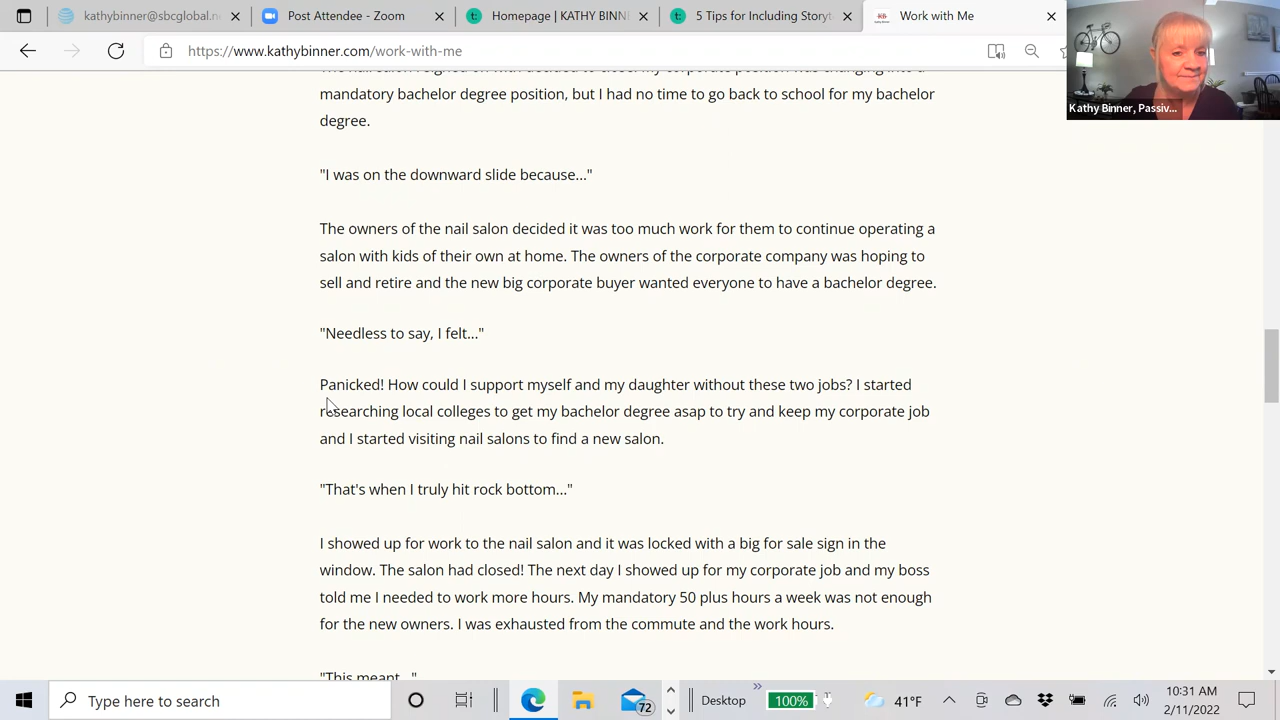 kathybinner@sbcglobal.n
Post Attendee - Zoom
Homepage | KATHY BINN
5 Tips for Including Storyt
Work with Me
https://www.kathybinner.com/work-with-me
Kathy Binner, Passiv...
mandatory bachelor degree position, but I had no time to go back to school for my bachelor
degree.
"I was on the downward slide because..."
The owners of the nail salon decided it was too much work for them to continue operating a
salon with kids of their own at home. The owners of the corporate company was hoping to
sell and retire and the new big corporate buyer wanted everyone to have a bachelor degree.
"Needless to say, I felt..."
Panicked! How could I support myself and my daughter without these two jobs? I started
researching local colleges to get my bachelor degree asap to try and keep my corporate job
and I started visiting nail salons to find a new salon.
"That's when I truly hit rock bottom..."
I showed up for work to the nail salon and it was locked with a big for sale sign in the
window. The salon had closed! The next day I showed up for my corporate job and my boss
told me I needed to work more hours. My mandatory 50 plus hours a week was not enough
for the new owners. I was exhausted from the commute and the work hours.
"This meant..."
Type here to search
72
Desktop
100%
41°F
10:31 AM
2/11/2022